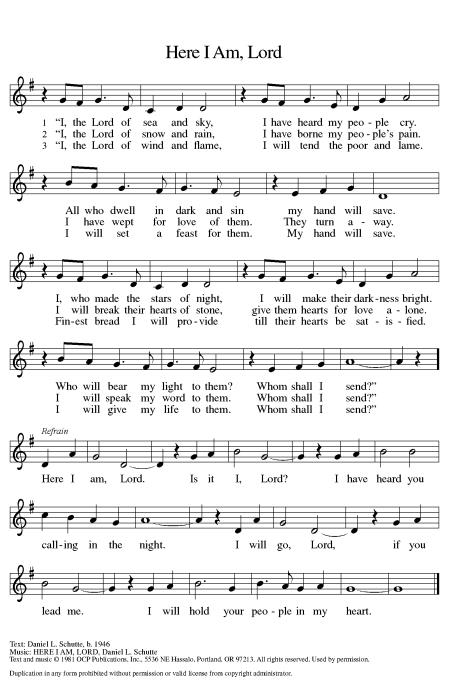 Here I Am, Lord
1 "I, the Lord of sea and sky, I have heard my peo - ple cry.
2 "I, the Lord of snow and rain, I have borne my peo - ple's pain.
3 "I, the Lord of wind and flame, I will tend the poor and lame.
All who dwell in dark and sin my hand will save.
I have wept for love of them. They turn a - way.
I will set a feast for them. My hand will save.
I, who made the stars of night, I will make their dark-ness bright.
I will break their hearts of stone, give them hearts for love a - lone.
Fin-est bread I will pro-vide till their hearts be sat - is - fied.
Who will bear my light to them? Whom shall I send?"
I will speak my word to them. Whom shall I send?"
I will give my life to them. Whom shall I send?"
Refrain
Here I am, Lord. Is it I, Lord? I have heard you
call-ing in the night. I will go, Lord, if you
lead me. I will hold your peo-ple in my heart.
Text: Daniel L. Schutte, b. 1946
Music: HERE I AM, LORD, Daniel L. Schutte
Text and music © 1981 OCP Publications, Inc., 5536 NE Hassalo, Portland, OR 97213. All rights reserved. Used by permission.
Duplication in any form prohibited without permission or valid license from copyright administrator.